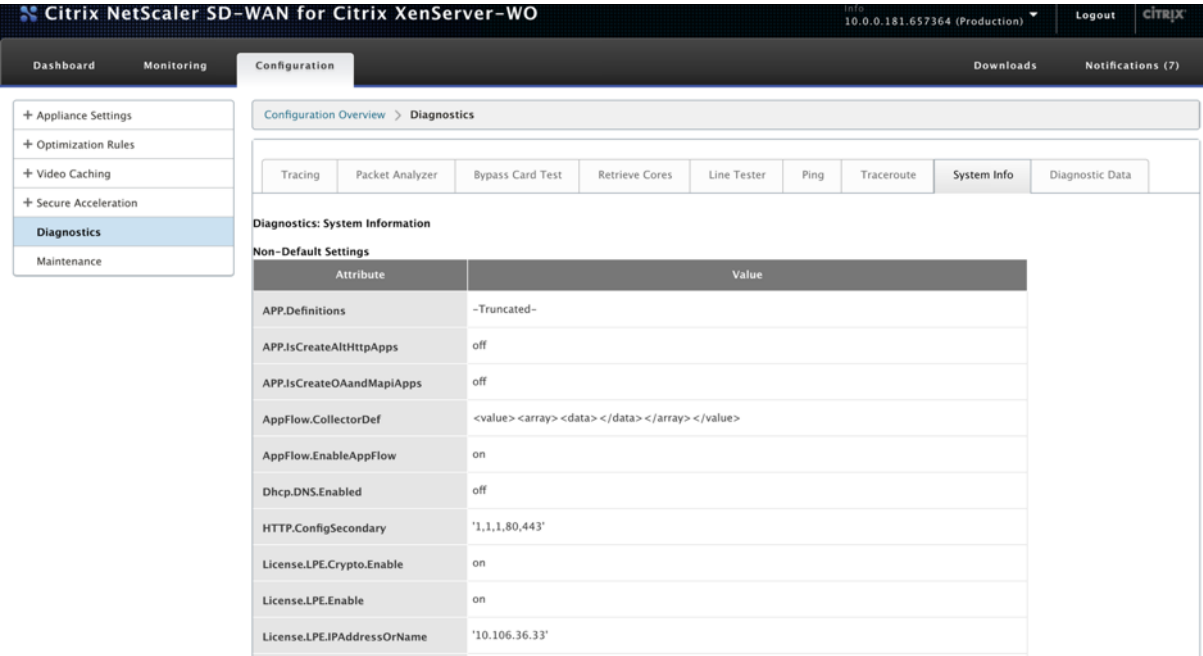 Citrix NetScaler SD-WAN for Citrix XenServer-WO
Info
10.0.0.181.657364 (Production)
Logout
CİTRIX
Dashboard Monitoring Configuration Downloads Notifications (7)
+ Appliance Settings
+ Optimization Rules
+ Video Caching
+ Secure Acceleration
Diagnostics
Maintenance
Configuration Overview > Diagnostics
Tracing Packet Analyzer Bypass Card Test Retrieve Cores Line Tester Ping Traceroute System Info Diagnostic Data
Diagnostics: System Information
Non-Default Settings
Attribute Value
APP.Definitions -Truncated-
APP.IsCreateAltHttpApps off
APP.IsCreateOAandMapiApps off
AppFlow.CollectorDef <value><array><data></data></array></value>
AppFlow.EnableAppFlow on
Dhcp.DNS.Enabled off
HTTP.ConfigSecondary '1,1,1,80,443'
License.LPE.Crypto.Enable on
License.LPE.Enable on
License.LPE.IPAddressOrName '10.106.36.33'